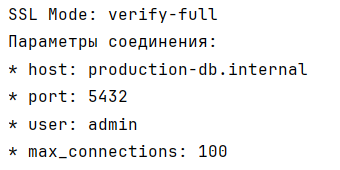 SSL Mode: verify-full
Параметры соединения:
* host: production-db.internal
* port: 5432
* user: admin
* max_connections: 100